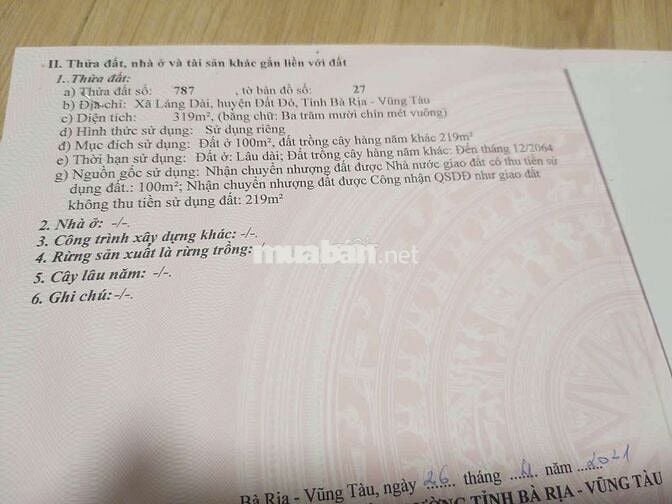 II. Thửa đất, nhà ở và tài sản khác gắn liền với đất
1. Thửa đất:
a) Thửa đất số: 787 , tờ bản đồ số: 27
b) Địa chỉ: Xã Láng Dài, huyện Đất Đỏ, Tỉnh Bà Rịa - Vũng Tàu
c) Diện tích: 319m², (bằng chữ: Ba trăm mười chín mét vuông)
d) Hình thức sử dụng: Sử dụng riêng
đ) Mục đích sử dụng: Đất ở 100m², đất trồng cây hàng năm khác 219m²
e) Thời hạn sử dụng: Đất ở: Lâu dài; Đất trồng cây hàng năm khác: Đến tháng 12/2064
g) Nguồn gốc sử dụng: Nhận chuyển nhượng đất được Nhà nước giao đất có thu tiền sử
dụng đất.: 100m²; Nhận chuyển nhượng đất được Công nhận QSDĐ như giao đất
không thu tiền sử dụng đất: 219m²
2. Nhà ở: -/-.
3. Công trình xây dựng khác: -/-.
4. Rừng sản xuất là rừng trồng: -/-
muaban.net
5. Cây lâu năm: -/-.
6. Ghi chú: -/-.
Bà Rịa - Vũng Tàu, ngày 26 tháng năm 2021
TỈNH BÀ RỊA - VŨNG TÀU